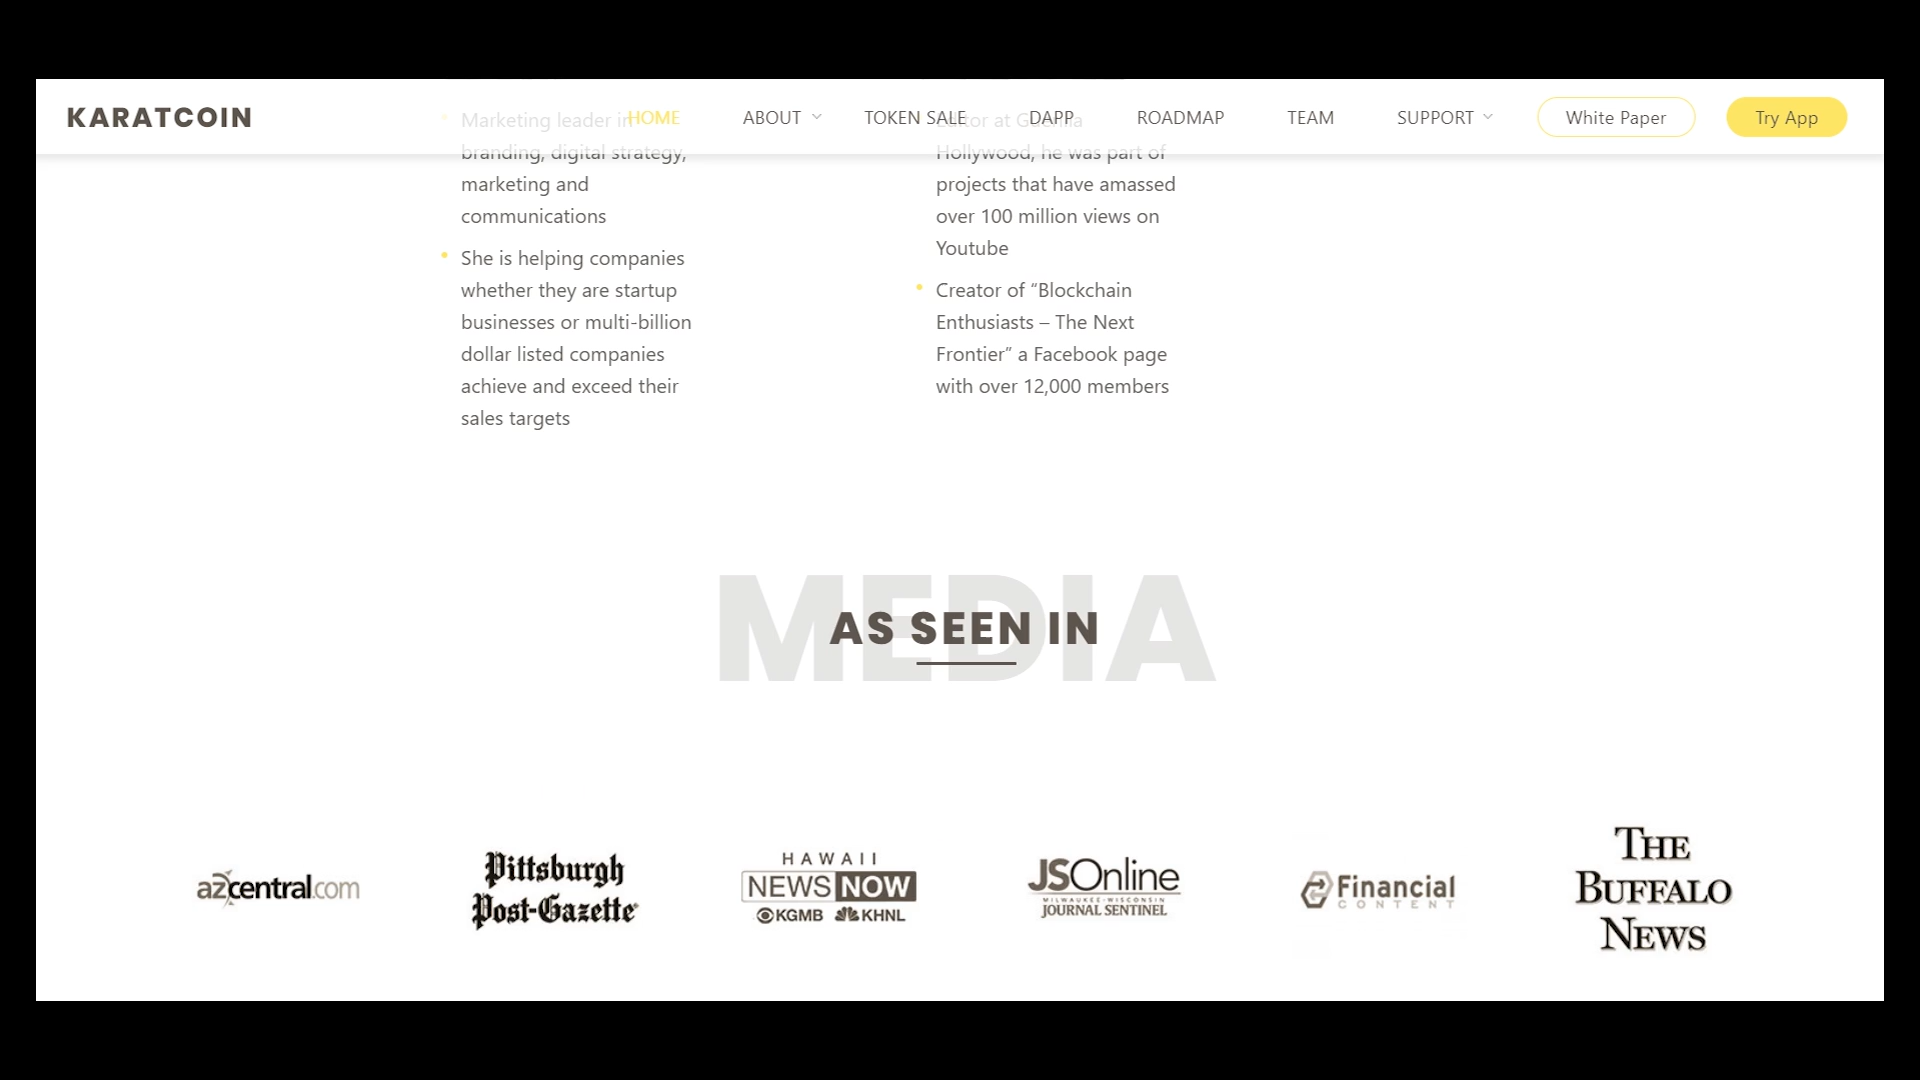 KARATCOIN
HOME
ABOUT
TOKEN SALE
DAPP
ROADMAP
TEAM
SUPPORT
White Paper
Try App
Marketing leader in
branding, digital strategy,
marketing and
communications
She is helping companies
whether they are startup
businesses or multi-billion
dollar listed companies
achieve and exceed their
sales targets
Editor at
Hollywood, he was part of
projects that have amassed
over 100 million views on
Youtube
Creator of “Blockchain
Enthusiasts – The Next
Frontier” a Facebook page
with over 12,000 members
MEDIA
AS SEEN IN
azcentral.com
Pittsburgh
Post-Gazette
HAWAII
NEWS NOW
KGMB KHNL
JSOnline
MILWAUKEE-WISCONSIN
JOURNAL SENTINEL
Financial
CONTENT
THE
BUFFALO
NEWS